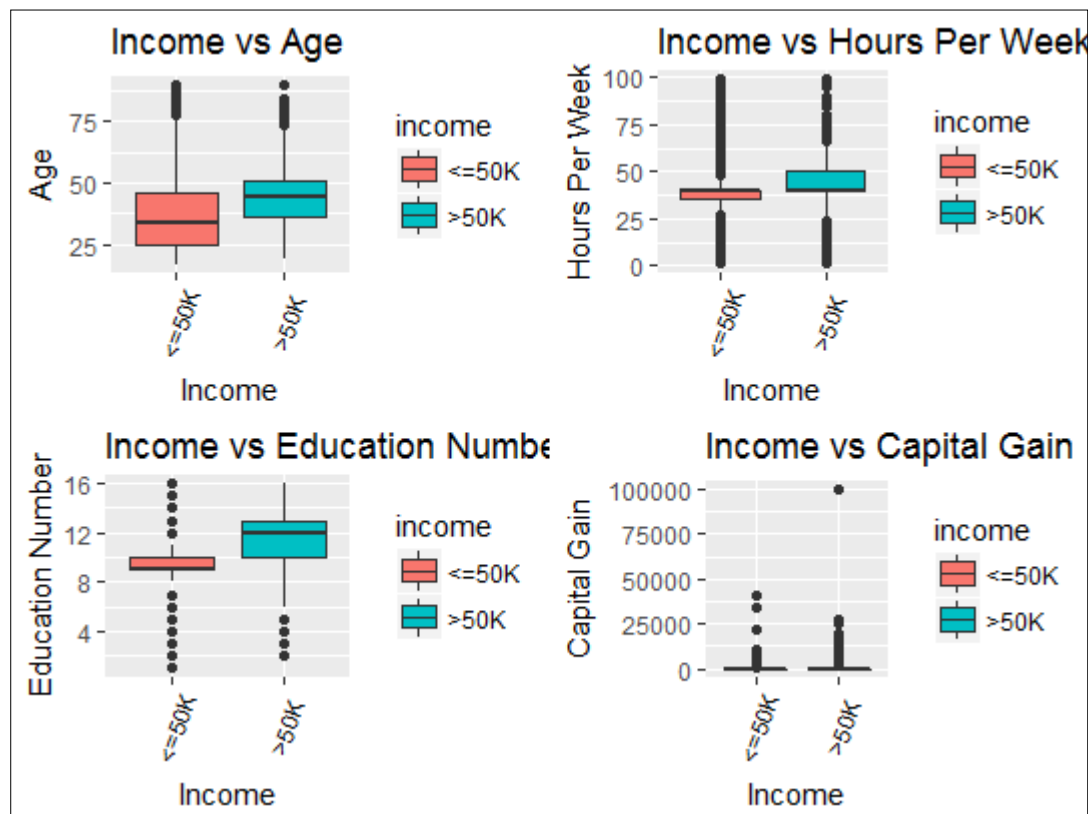 Income vs Age
Age
75
50
25
<=50K
>50K
Income
income
<=50K
>50K
Income vs Hours Per Week
Hours Per Week
100
75
50
25
0
<=50K
>50K
Income
income
<=50K
>50K
Income vs Education Numbe
Education Number
16
12
8
4
<=50K
>50K
Income
income
<=50K
>50K
Income vs Capital Gain
Capital Gain
100000
75000
50000
25000
0
<=50K
>50K
Income
income
<=50K
>50K